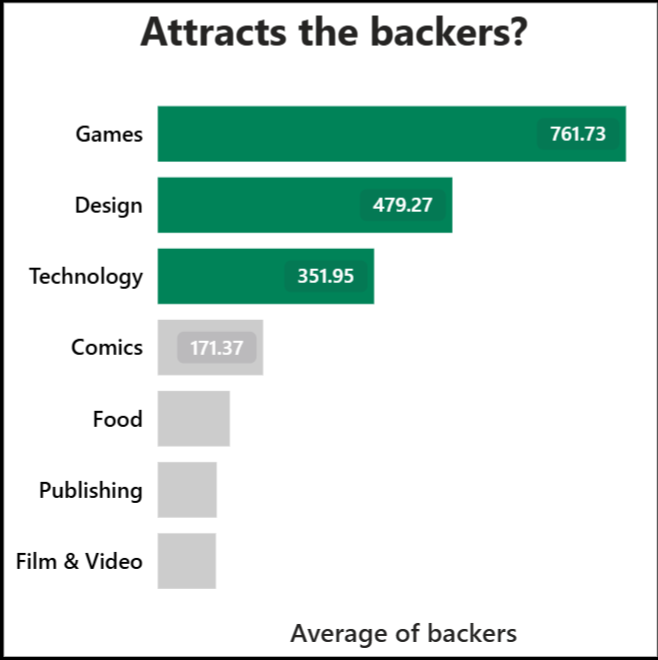 Attracts the backers?
Games 761.73
Design 479.27
Technology 351.95
Comics 171.37
Food
Publishing
Film & Video
Average of backers